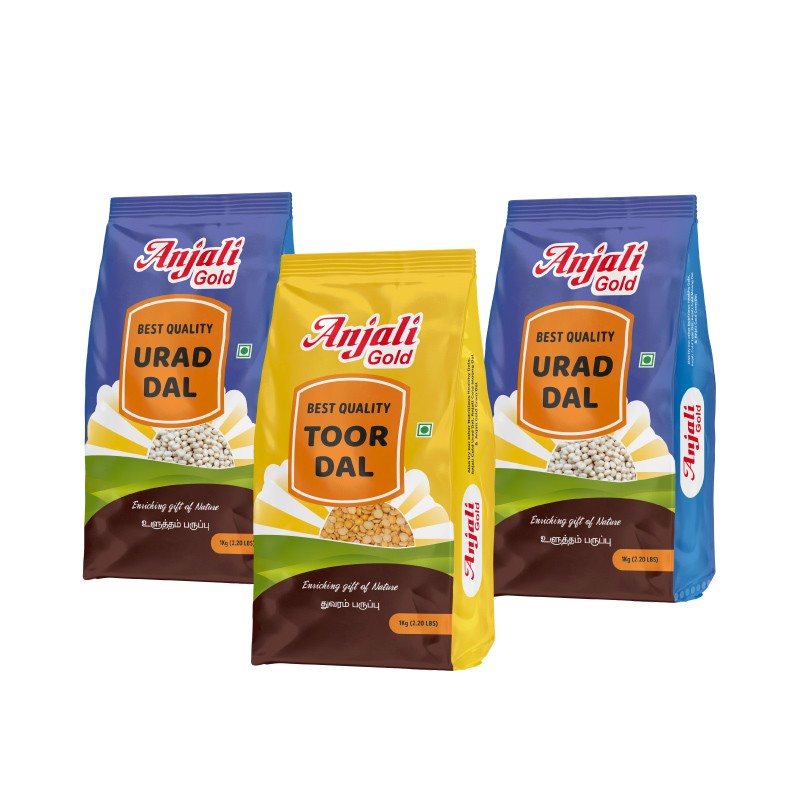 Anjali
Gold
BEST QUALITY
URAD
DAL
Enriching gift of Nature
உளுத்தம் பருப்பு
1Kg (2.20 LBS)
Anjali
Gold
BEST QUALITY
TOOR
DAL
Enriching gift of Nature
துவரம் பருப்பு
1Kg (2.20 LBS)
Anjali
Gold
Anjali
Gold
BEST QUALITY
URAD
DAL
Enriching gift of Nature
உளுத்தம் பருப்பு
1Kg (2.20 LBS)
Anjali
Gold